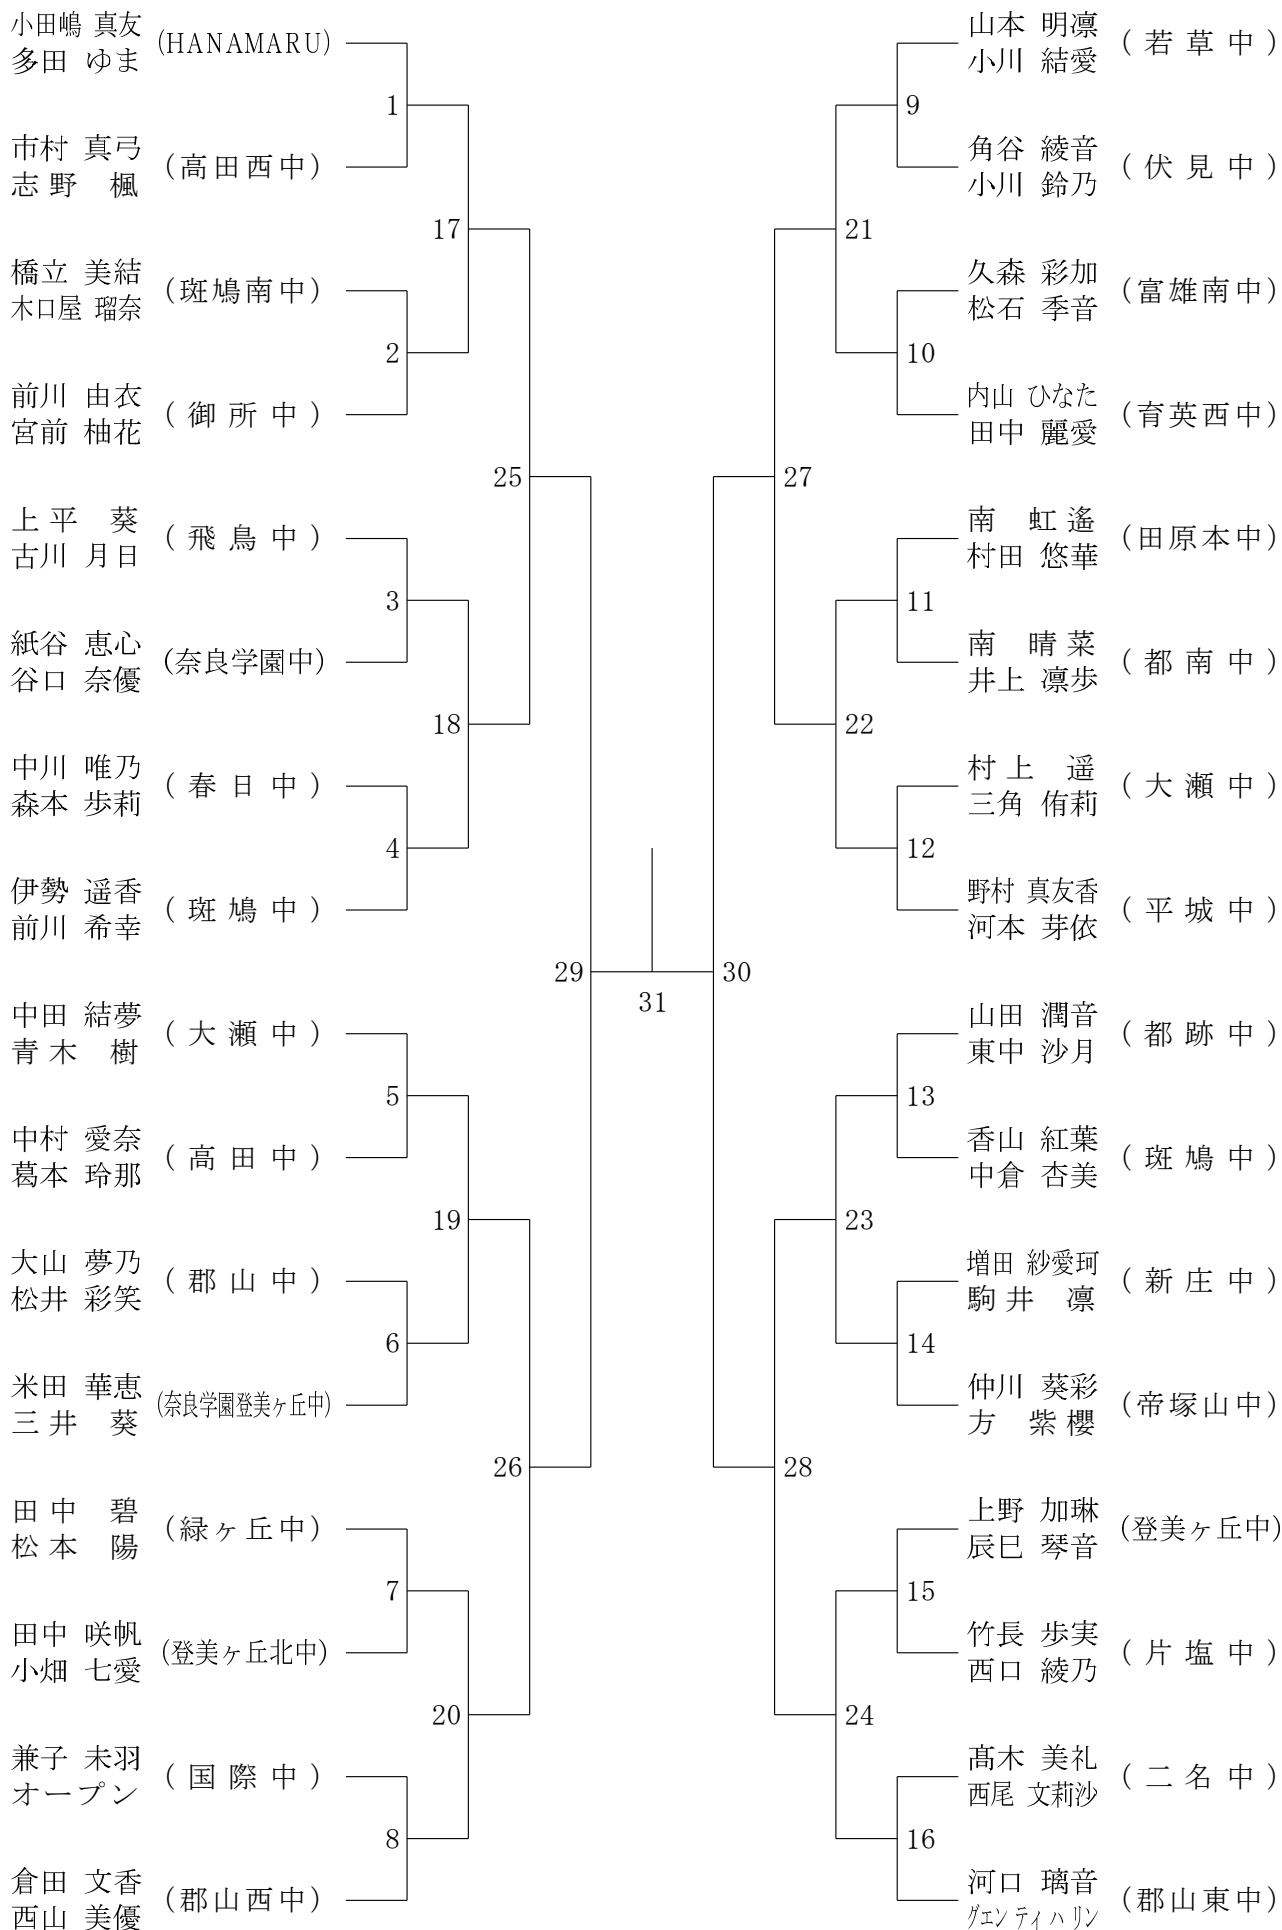 小田嶋 真友
多田 ゆま
(HANAMARU)
1
市村 真弓
志野 楓
(高田西中)
17
橋立 美結
木口屋 瑠奈
(斑鳩南中)
2
前川 由衣
宮前 柚花
(御所中)
25
上平 葵
古川 月日
(飛鳥中)
3
紙谷 恵心
谷口 奈優
(奈良学園中)
18
中川 唯乃
森本 歩莉
(春日中)
4
伊勢 遥香
前川 希幸
(斑鳩中)
29
中田 結夢
青木 樹
(大瀬中)
5
中村 愛奈
葛本 玲那
(高田中)
19
大山 夢乃
松井 彩笑
(郡山中)
6
米田 華恵
三井 葵
(奈良学園登美ヶ丘中)
26
田中 碧
松本 陽
(緑ヶ丘中)
7
田中 咲帆
小畑 七愛
(登美ヶ丘北中)
20
兼子 未羽
オープン
(国際中)
8
倉田 文香
西山 美優
(郡山西中)
31
山本 明凛
小川 結愛
(若草中)
9
角谷 綾音
小川 鈴乃
(伏見中)
21
久森 彩加
松石 季音
(富雄南中)
10
内山 ひなた
田中 麗愛
(育英西中)
27
南 虹遙
村田 悠華
(田原本中)
11
南 晴菜
井上 凛歩
(都南中)
22
村上 遥
三角 侑莉
(大瀬中)
12
野村 真友香
河本 芽依
(平城中)
30
山田 潤音
東中 沙月
(都跡中)
13
香山 紅葉
中倉 杏美
(斑鳩中)
23
増田 紗愛珂
駒井 凛
(新庄中)
14
仲川 葵彩
方 紫櫻
(帝塚山中)
28
上野 加琳
辰巳 琴音
(登美ヶ丘中)
15
竹長 歩実
西口 綾乃
(片塩中)
24
髙木 美礼
西尾 文莉沙
(二名中)
16
河口 璃音
グエン ティ ハ リン
(郡山東中)